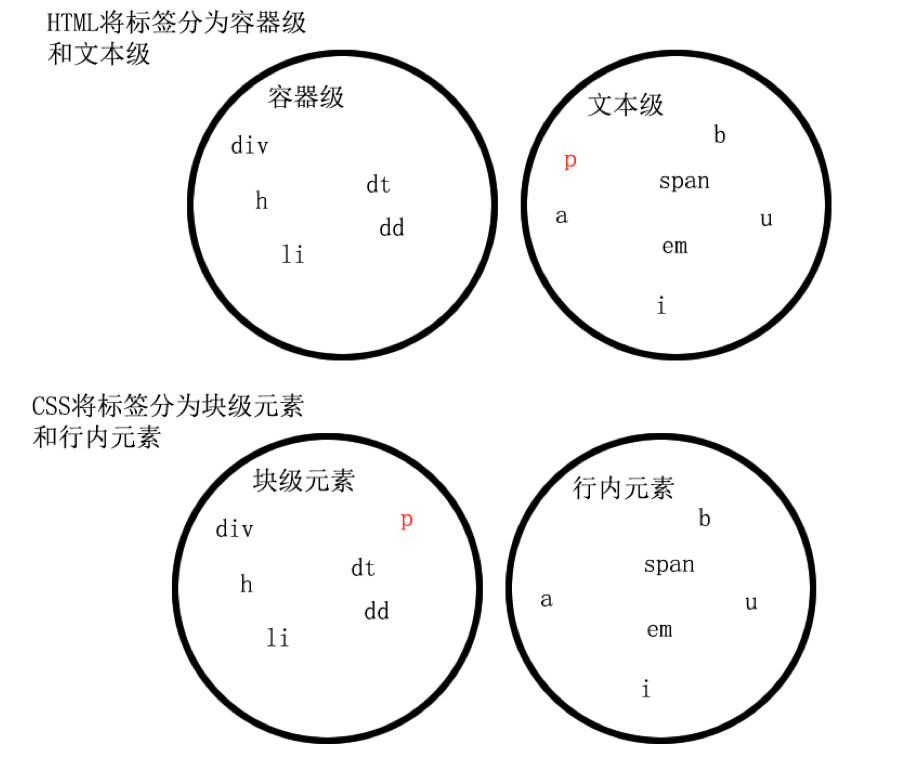 HTML将标签分为容器级
和文本级
容器级
div
h
dt
dd
li
文本级
b
p
span
a
u
em
i
CSS将标签分为块级元素
和行内元素
块级元素
div
p
h
dt
dd
li
行内元素
b
span
a
u
em
i